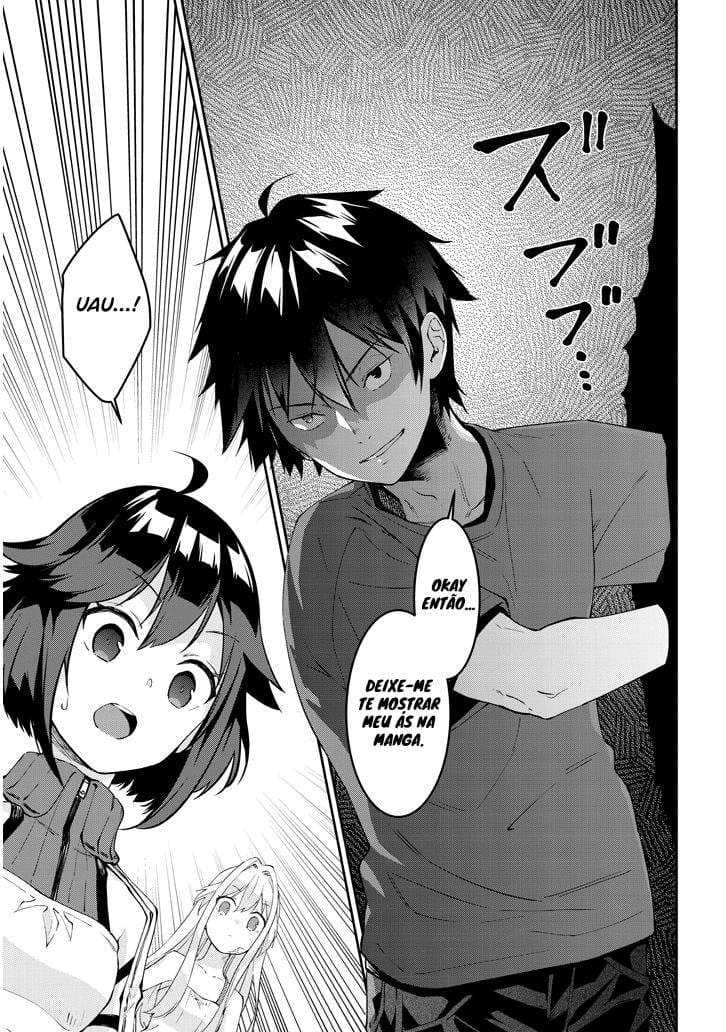 ズブブ…
OKAY
ENTÃO...
DEIXE-ME
TE MOSTRAR
MEU ÁS NA
MANGA.
UAU...!